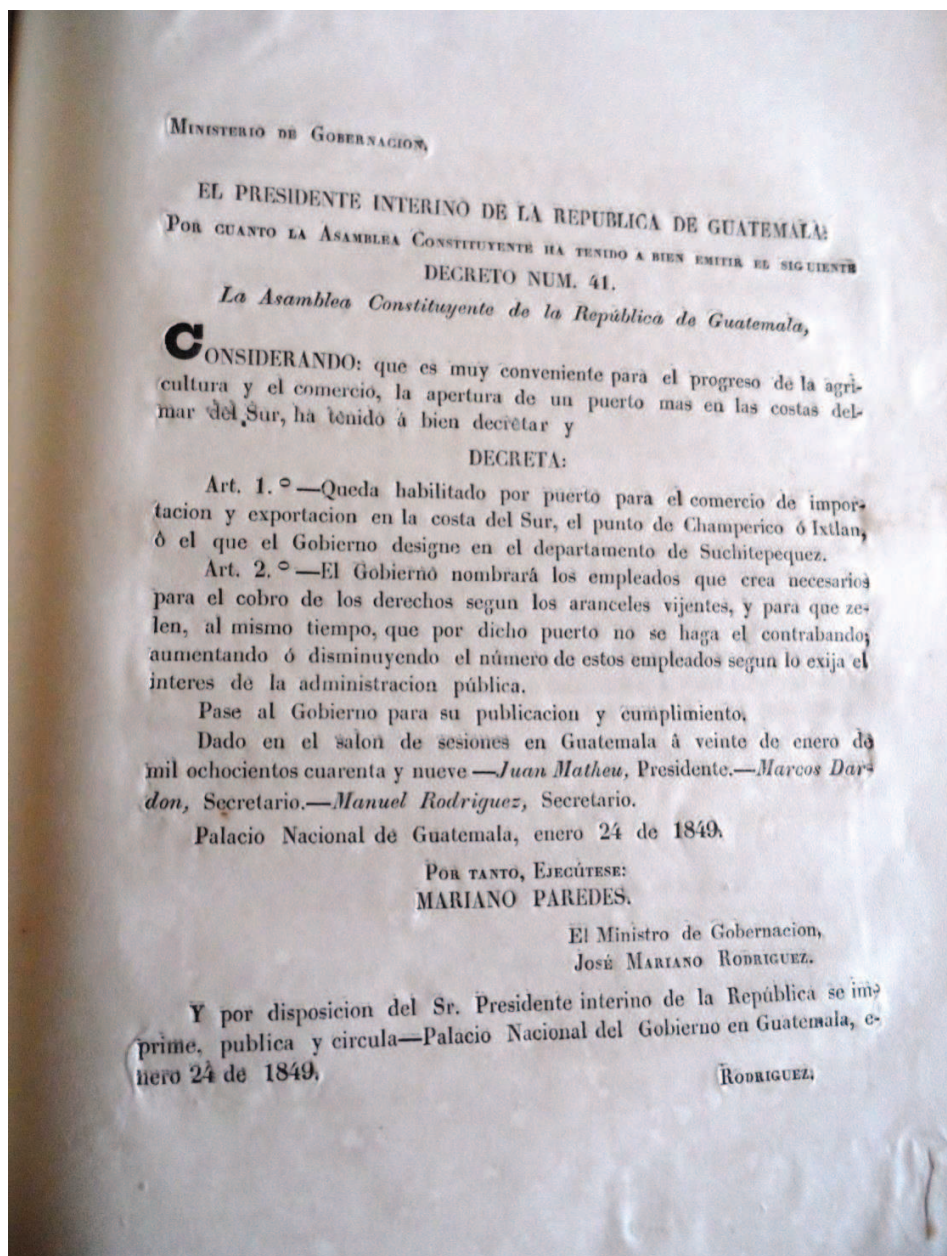 MINISTERIO DE GOBERNACION,
EL PRESIDENTE INTERINO DE LA REPUBLICA DE GUATEMALA:
POR CUANTO LA ASAMBLEA CONSTITUYENTE HA TENIDO A BIEN EMITIR EL SIGUIENTE
DECRETO NUM. 41.
La Asamblea Constituyente de la República de Guatemala,
CONSIDERANDO: que es muy conveniente para el progreso de la agri-
cultura y el comercio, la apertura de un puerto mas en las costas del-
mar del Sur, ha tenido á bien decretar y
DECRETA:
Art. 1.º—Queda habilitado por puerto para el comercio de impor-
tacion y exportacion en la costa del Sur, el punto de Champerico ó Ixtlan,
ó el que el Gobierno designe en el departamento de Suchitepequez.
Art. 2.º—El Gobierno nombrará los empleados que crea necesarios
para el cobro de los derechos segun los aranceles vijentes, y para que ze-
len, al mismo tiempo, que por dicho puerto no se haga el contrabando;
aumentando ó disminuyendo el número de estos empleados segun lo exija el
interes de la administracion pública.
Pase al Gobierno para su publicacion y cumplimiento.
Dado en el salon de sesiones en Guatemala á veinte de enero de
mil ochocientos cuarenta y nueve—Juan Matheu, Presidente.—Marcos Dar-
don, Secretario.—Manuel Rodriguez, Secretario.
Palacio Nacional de Guatemala, enero 24 de 1849.
POR TANTO, EJECÚTESE:
MARIANO PAREDES.
El Ministro de Gobernacion,
JOSÉ MARIANO RODRIGUEZ.
Y por disposicion del Sr. Presidente interino de la República se im-
prime, publica y circula—Palacio Nacional del Gobierno en Guatemala, e-
nero 24 de 1849.
RODRIGUEZ.